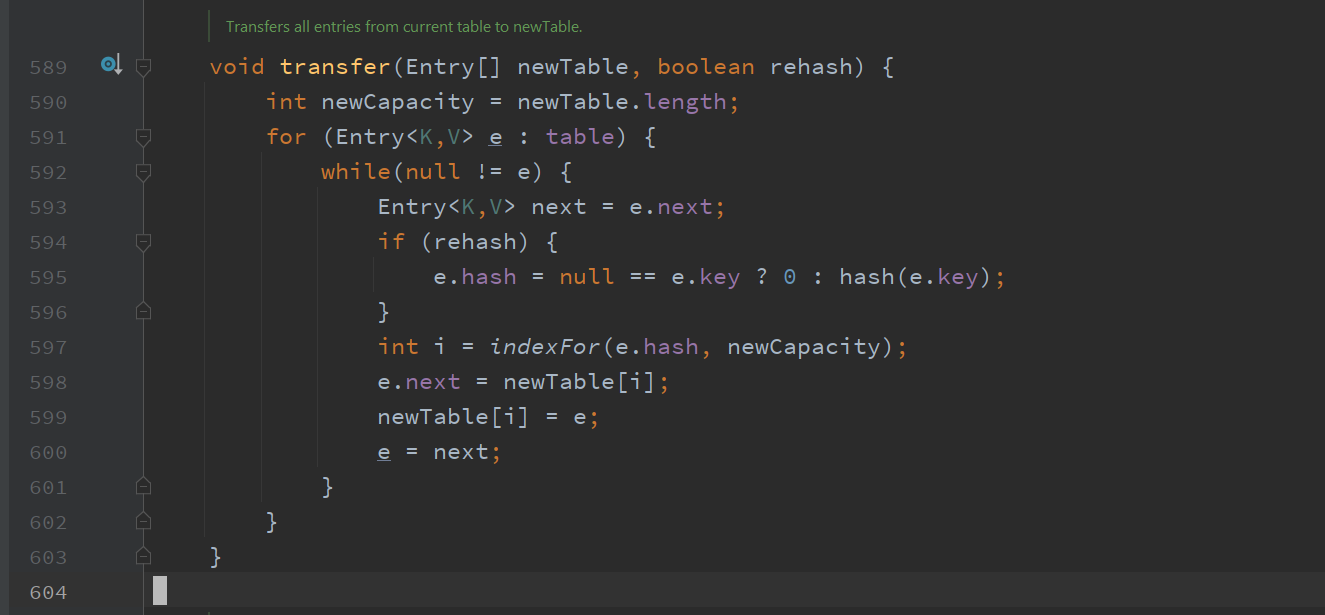 Transfers all entries from current table to newTable.
589 void transfer(Entry[] newTable, boolean rehash) {
590 int newCapacity = newTable.length;
591 for (Entry<K,V> e : table) {
592 while(null != e) {
593 Entry<K,V> next = e.next;
594 if (rehash) {
595 e.hash = null == e.key ? 0 : hash(e.key);
596 }
597 int i = indexFor(e.hash, newCapacity);
598 e.next = newTable[i];
599 newTable[i] = e;
600 e = next;
601 }
602 }
603 }
604